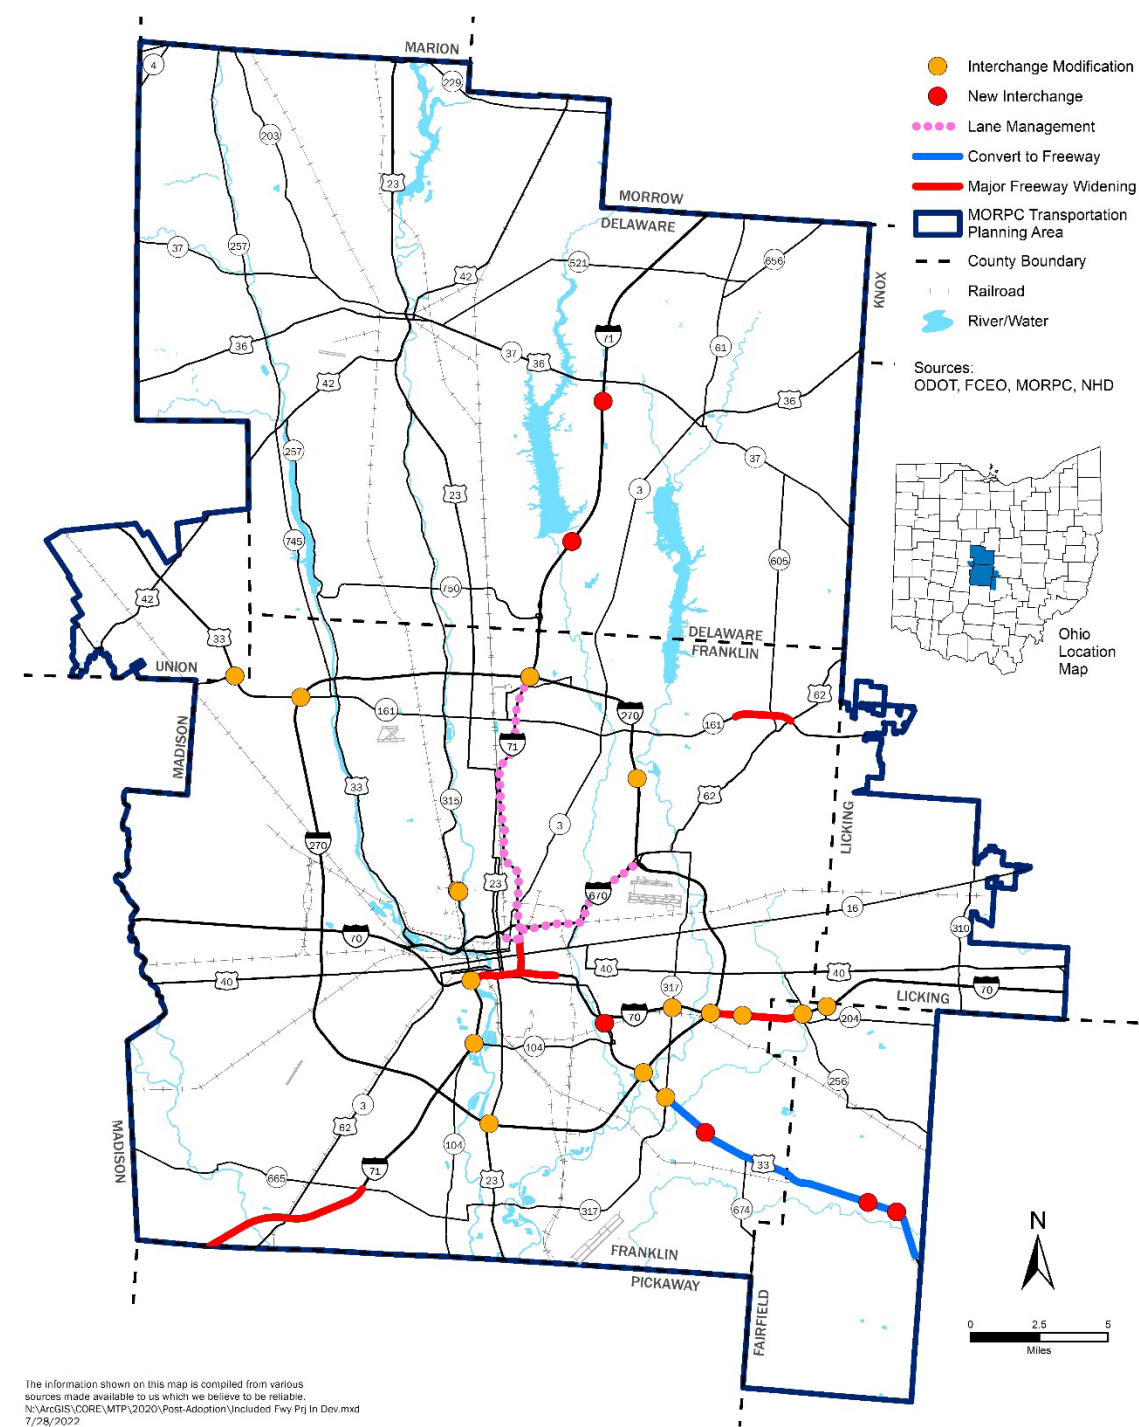 MARION
4
229
203
23
MORROW
DELAWARE
KNOX
37
257
42
521
656
71
36
37
36
61
42
36
257
37
3
23
745
605
750
42
33
DELAWARE
FRANKLIN
UNION
62
MADISON
161
270
161
71
33
62
315
LICKING
3
270
23
670
16
310
70
40
40
40
317
LICKING
70
70
204
104
256
3
62
MADISON
104
71
33
665
23
317
674
FRANKLIN
PICKAWAY
FAIRFIELD
Interchange Modification
New Interchange
Lane Management
Convert to Freeway
Major Freeway Widening
MORPC Transportation
Planning Area
County Boundary
Railroad
River/Water
Sources:
ODOT, FCEO, MORPC, NHD
Ohio
Location
Map
N
0 2.5 5
Miles
The information shown on this map is compiled from various
sources made available to us which we believe to be reliable.
N:\ArcGIS\CORE\MTP\2020\Post-Adoption\Included Fwy Prj In Dev.mxd
7/28/2022